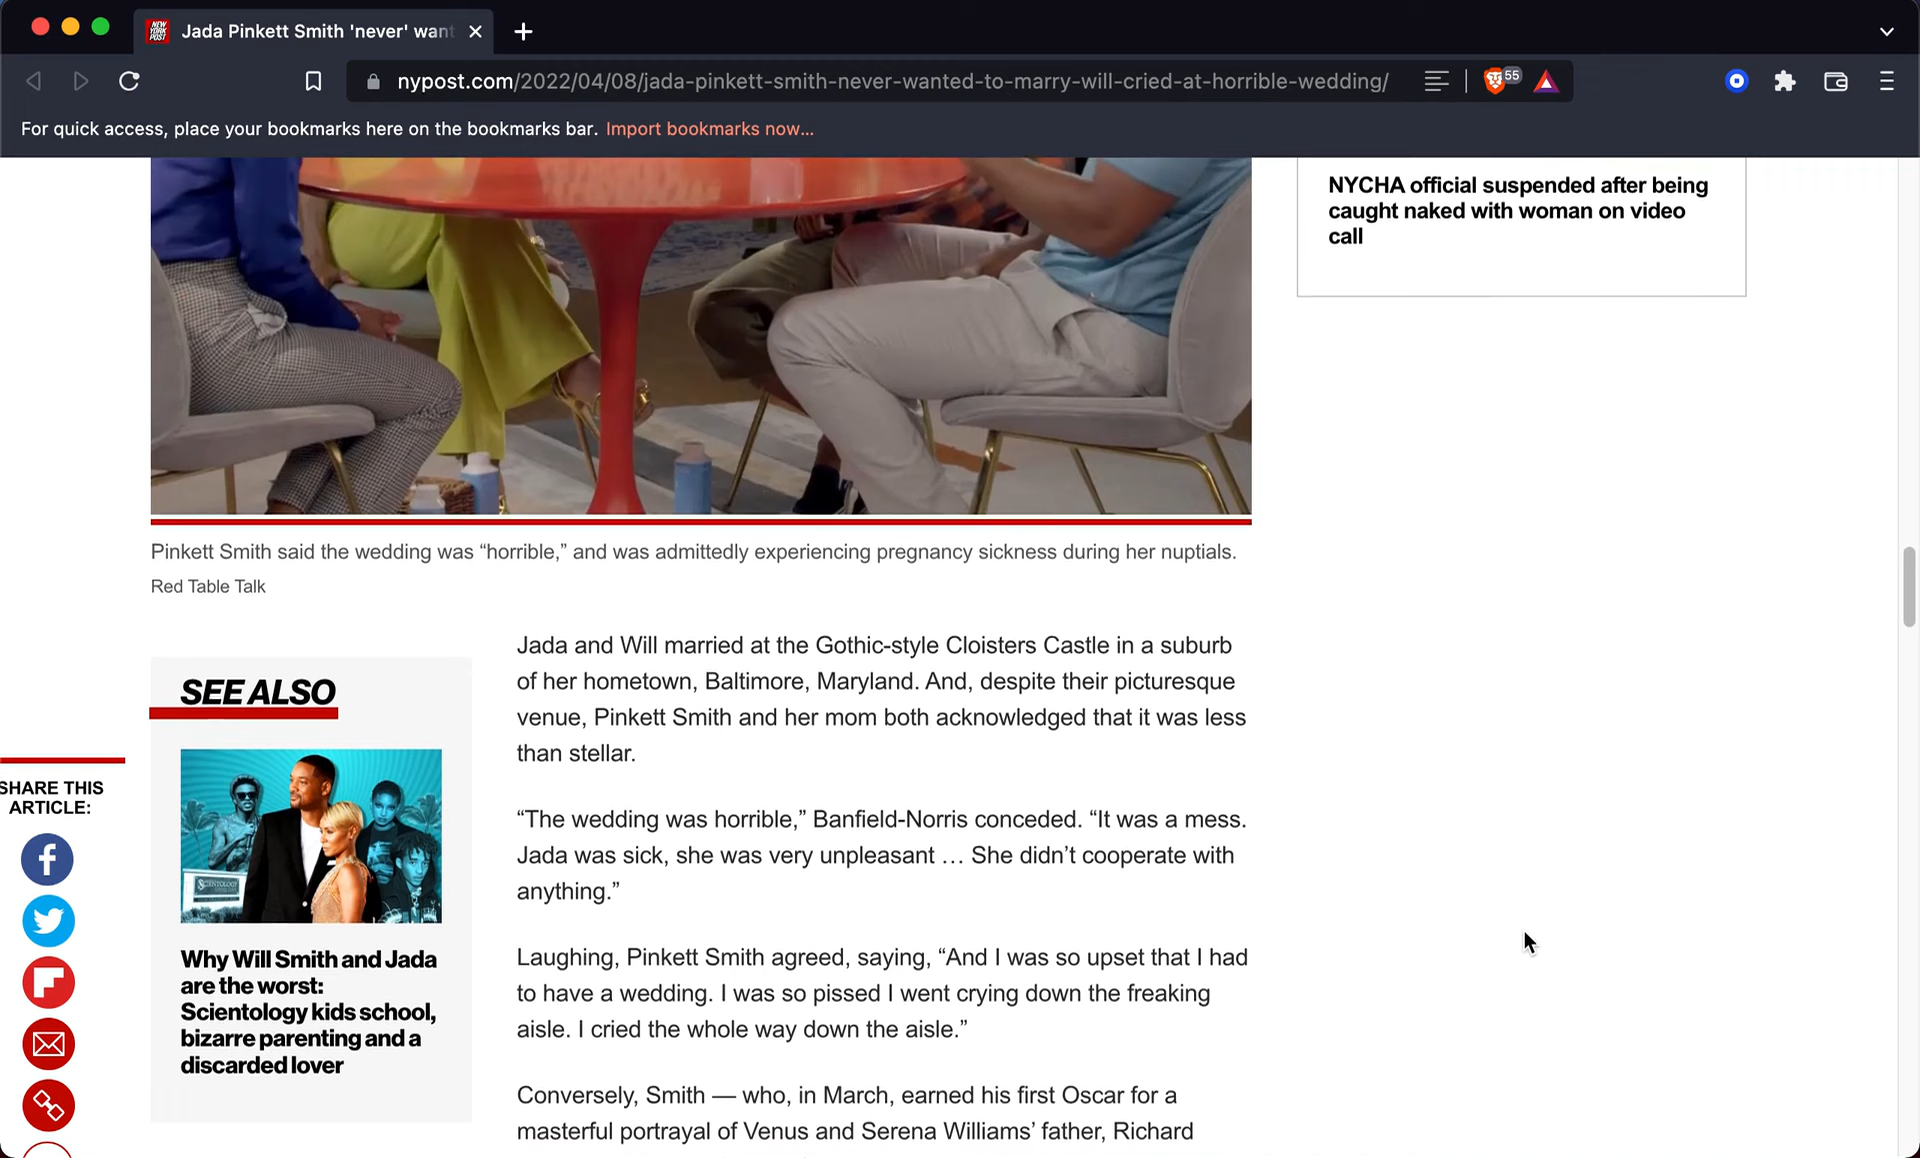 NEW
YORK
POST
Jada Pinkett Smith 'never' want
nypost.com/2022/04/08/jada-pinkett-smith-never-wanted-to-marry-will-cried-at-horrible-wedding/
55
For quick access, place your bookmarks here on the bookmarks bar. Import bookmarks now...
NYCHA official suspended after being
caught naked with woman on video
call
Pinkett Smith said the wedding was “horrible,” and was admittedly experiencing pregnancy sickness during her nuptials.
Red Table Talk
SEE ALSO
SCIENTOLOGY
Why Will Smith and Jada
are the worst:
Scientology kids school,
bizarre parenting and a
discarded lover
SHARE THIS
ARTICLE:
Jada and Will married at the Gothic-style Cloisters Castle in a suburb
of her hometown, Baltimore, Maryland. And, despite their picturesque
venue, Pinkett Smith and her mom both acknowledged that it was less
than stellar.
“The wedding was horrible,” Banfield-Norris conceded. “It was a mess.
Jada was sick, she was very unpleasant … She didn’t cooperate with
anything.”
Laughing, Pinkett Smith agreed, saying, “And I was so upset that I had
to have a wedding. I was so pissed I went crying down the freaking
aisle. I cried the whole way down the aisle.”
Conversely, Smith — who, in March, earned his first Oscar for a
masterful portrayal of Venus and Serena Williams’ father, Richard